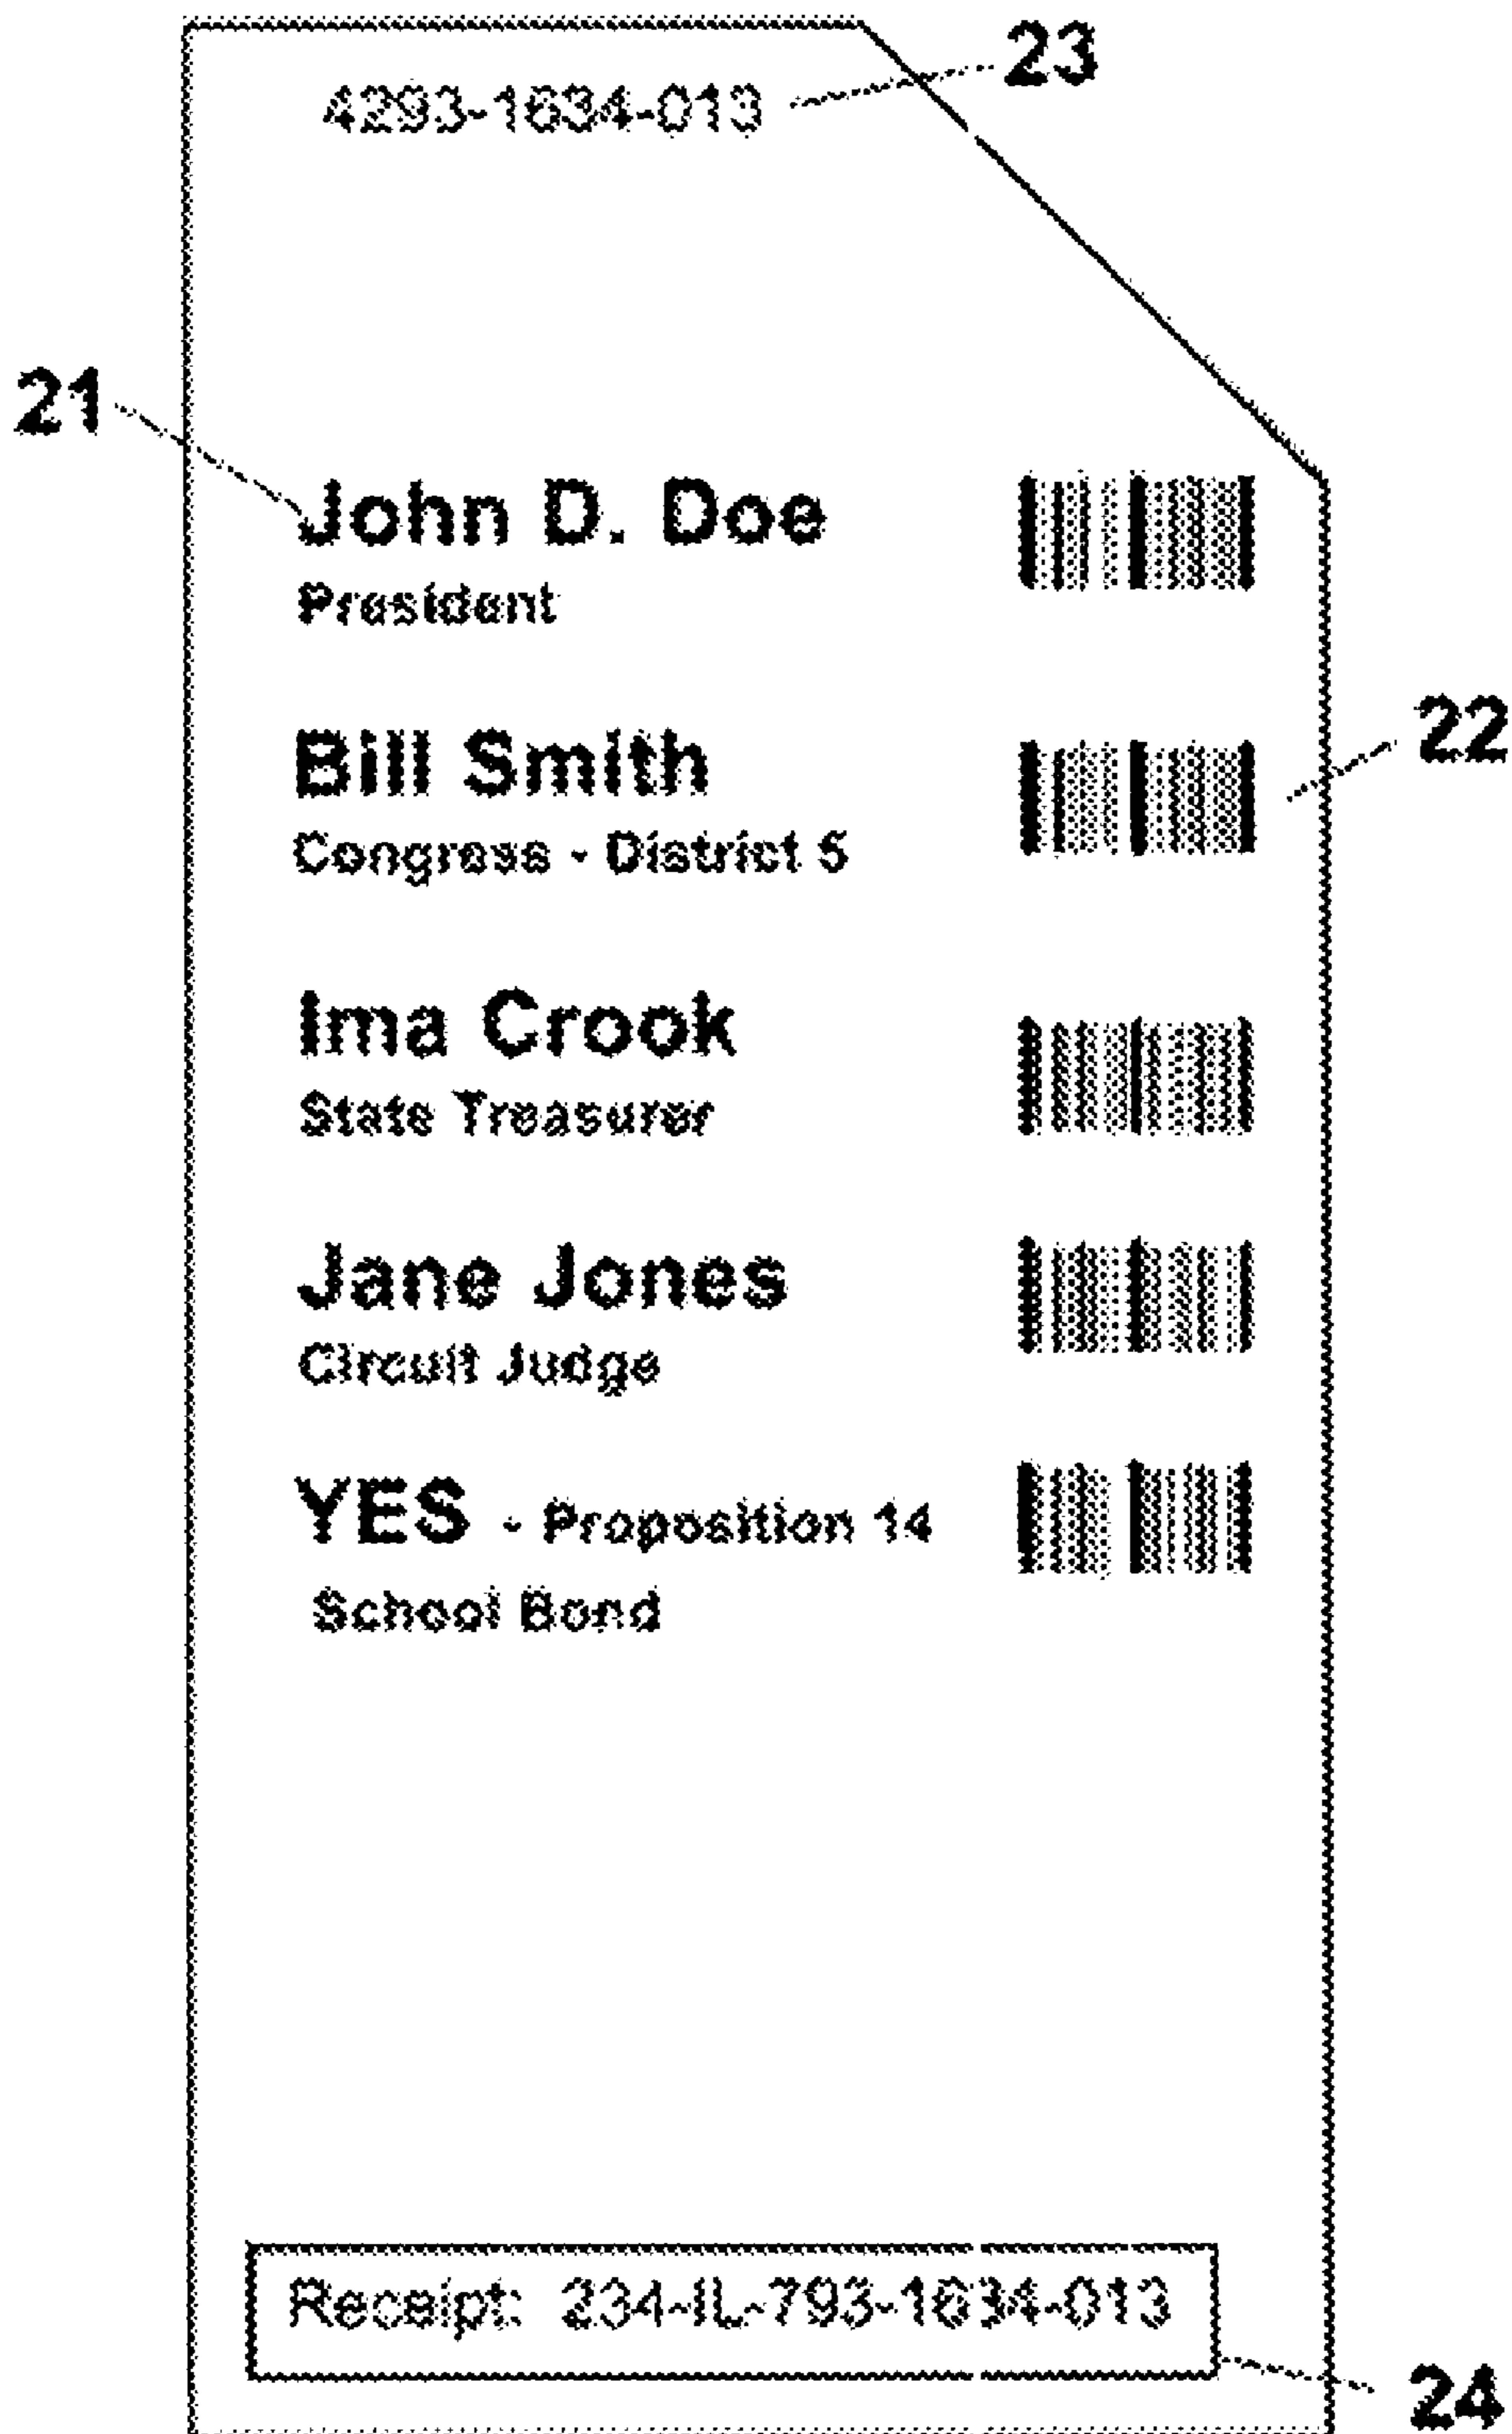 23
4293-1634-013
21
John D. Doe
President
Bill Smith
22
Congress - District 5
Ima Crook
State Treasurer
Jane Jones
Circuit Judge
YES - Proposition 14
School Bond
Receipt: 234-IL-793-1634-013
24